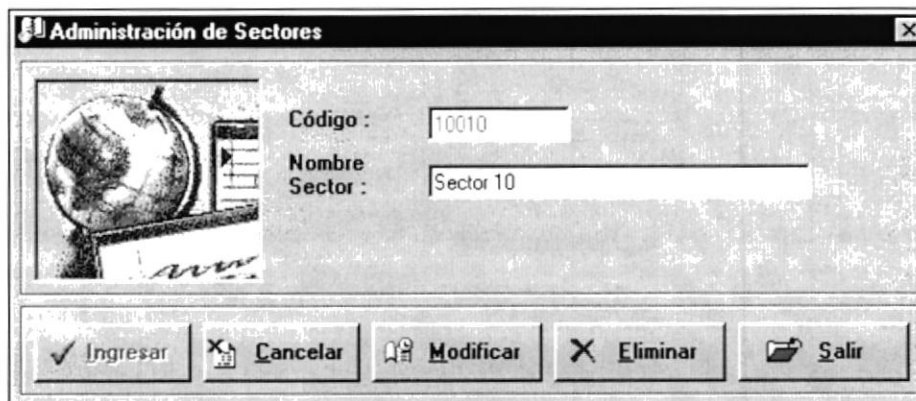 Administración de Sectores
Código : 10010
Nombre
Sector : Sector 10
Ingresar Cancelar Modificar Eliminar Salir